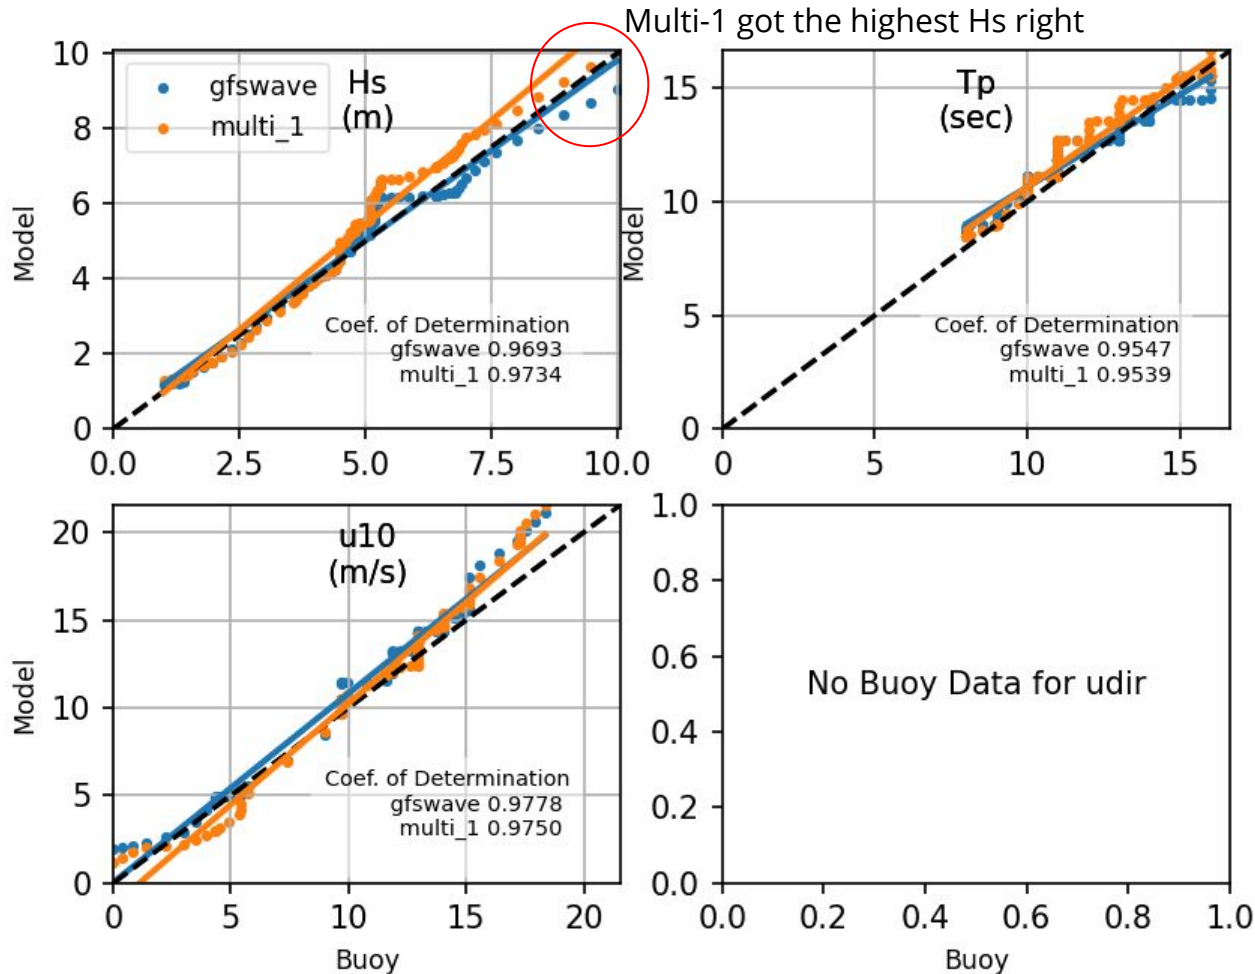 Multi-1 got the highest Hs right
10
8
6
4
2
0
Model
gfswave
multi_1
Hs
(m)
Coef. of Determination
gfswave 0.9693
multi_1 0.9734
0.0
2.5
5.0
7.5
10.0
15
10
5
0
Model
Tp
(sec)
Coef. of Determination
gfswave 0.9547
multi_1 0.9539
0
5
10
15
20
15
10
5
0
Model
u10
(m/s)
Coef. of Determination
gfswave 0.9778
multi_1 0.9750
0
5
10
15
20
Buoy
1.0
0.8
0.6
0.4
0.2
0.0
No Buoy Data for udir
0.0
0.2
0.4
0.6
0.8
1.0
Buoy